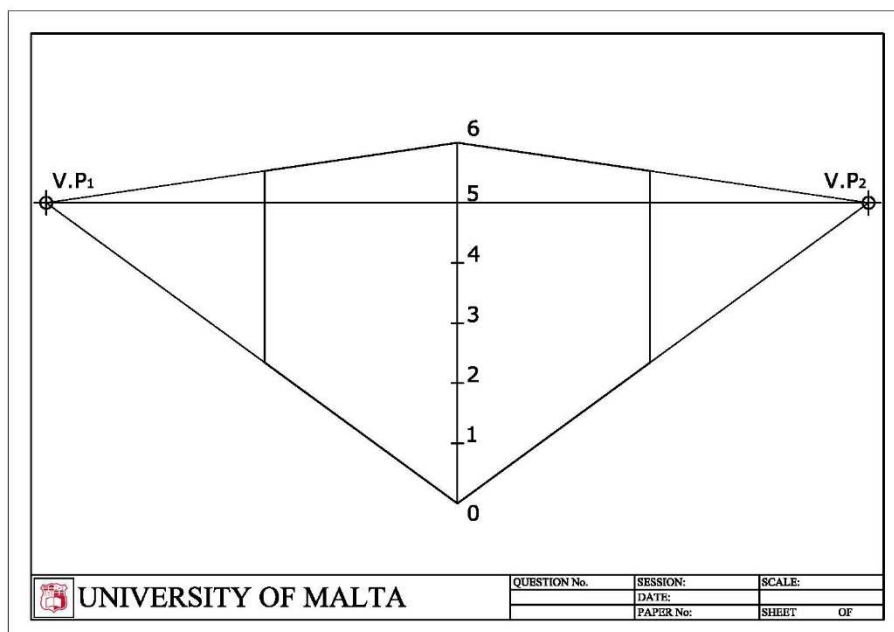 6
V.P1
5
V.P2
4
3
2
1
0
UNIVERSITY OF MALTA
QUESTION No.
SESSION:
SCALE:
DATE:
PAPER No:
SHEET OF